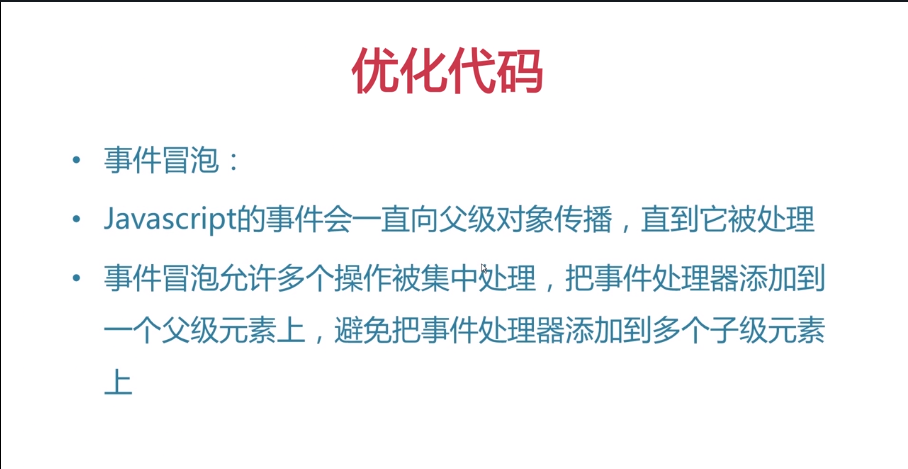 优化代码
• 事件冒泡：
• Javascript的事件会一直向父级对象传播，直到它被处理
• 事件冒泡允许多个操作被集中处理，把事件处理器添加到
一个父级元素上，避免把事件处理器添加到多个子级元素
上